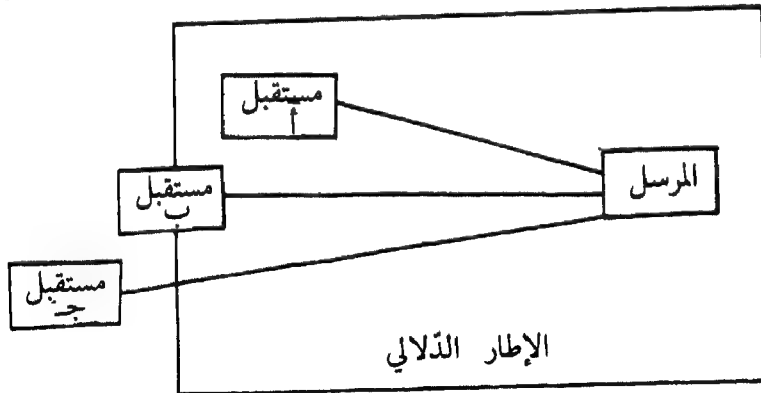 مستقبل
أ
المرسل
مستقبل
ب
مستقبل
جـ
الإطار الدّلالي